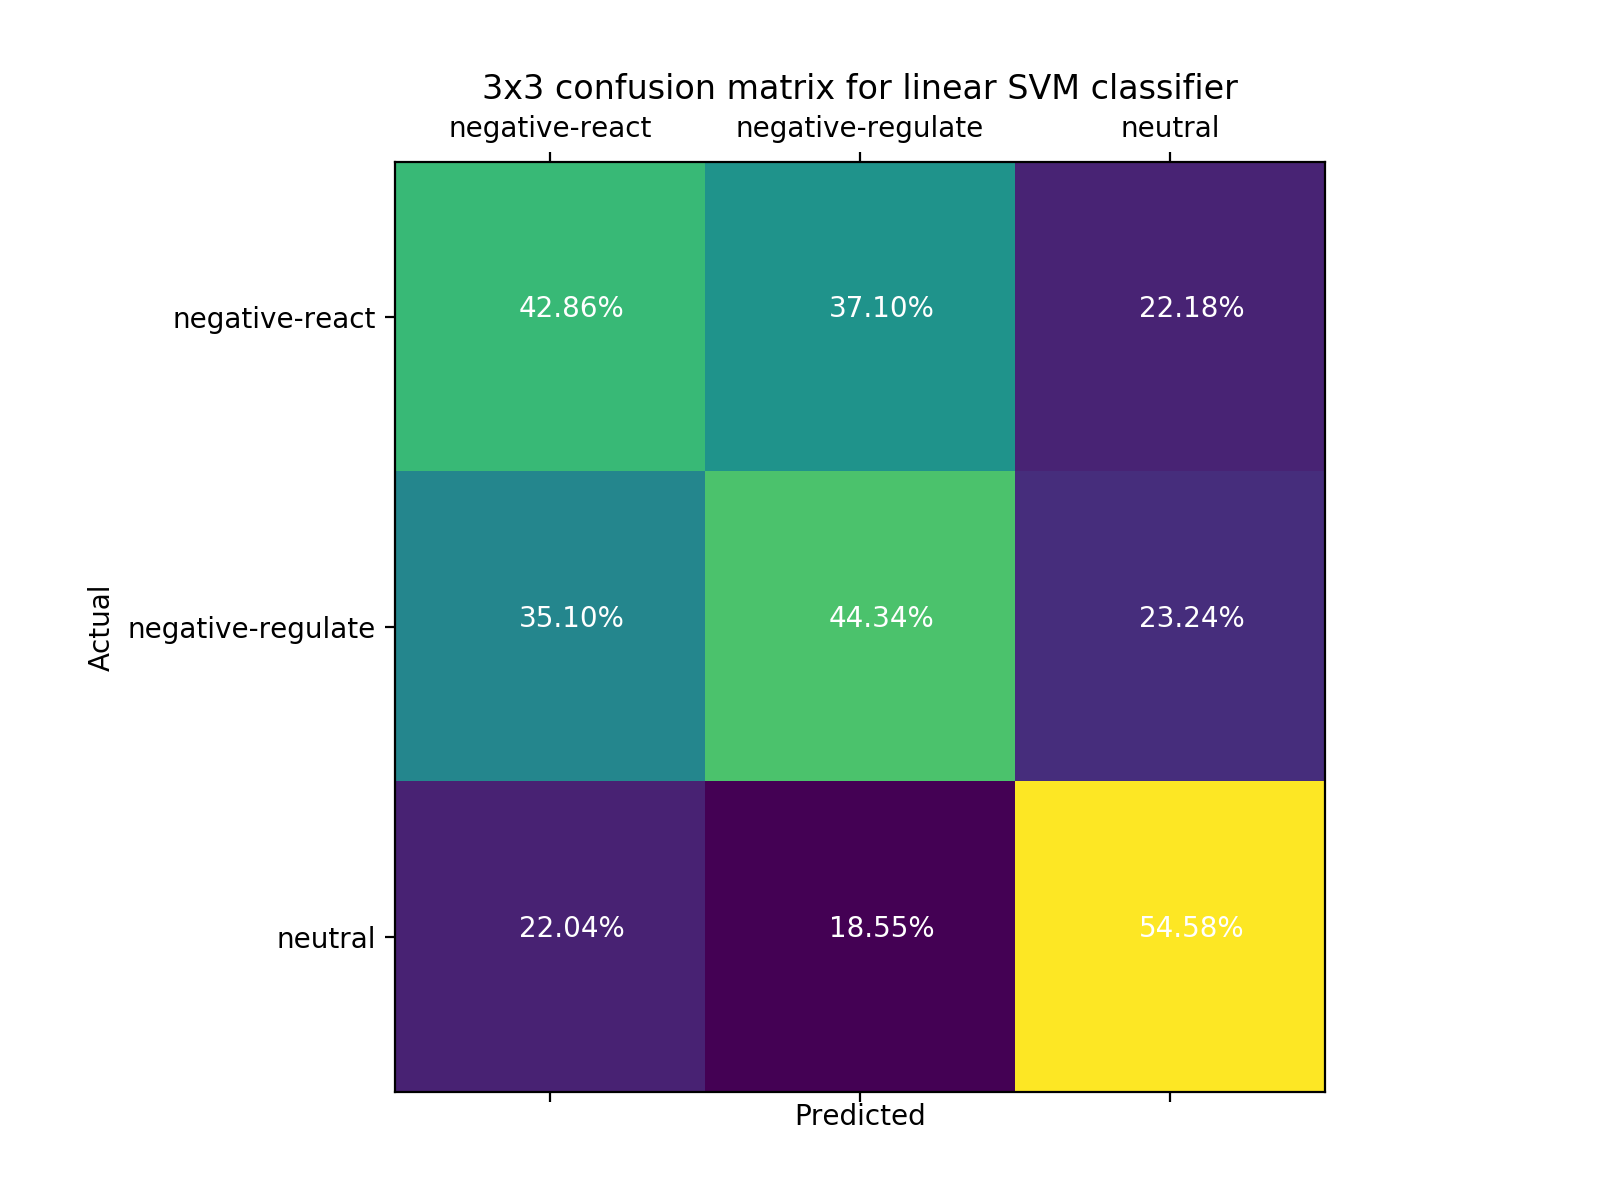 3x3 confusion matrix for linear SVM classifier
negative-react negative-regulate neutral
negative-react 42.86% 37.10% 22.18%
Actual
negative-regulate 35.10% 44.34% 23.24%
neutral 22.04% 18.55% 54.58%
Predicted